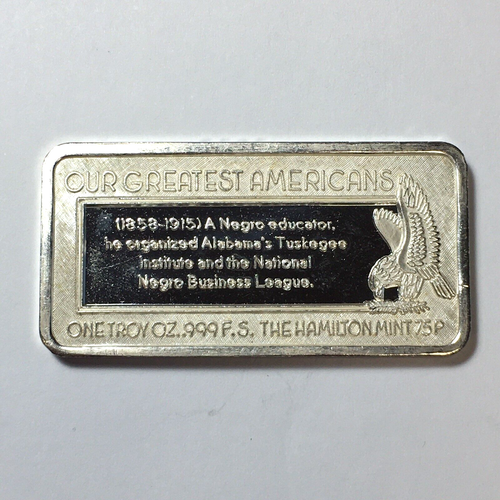 OUR GREATEST AMERICANS
(1858-1915) A Negro educator,
he organized Alabama's Tuskegee
Institute and the National
Negro Business League.
ONE TROY OZ. .999 F.S. THE HAMILTON MINT 75P